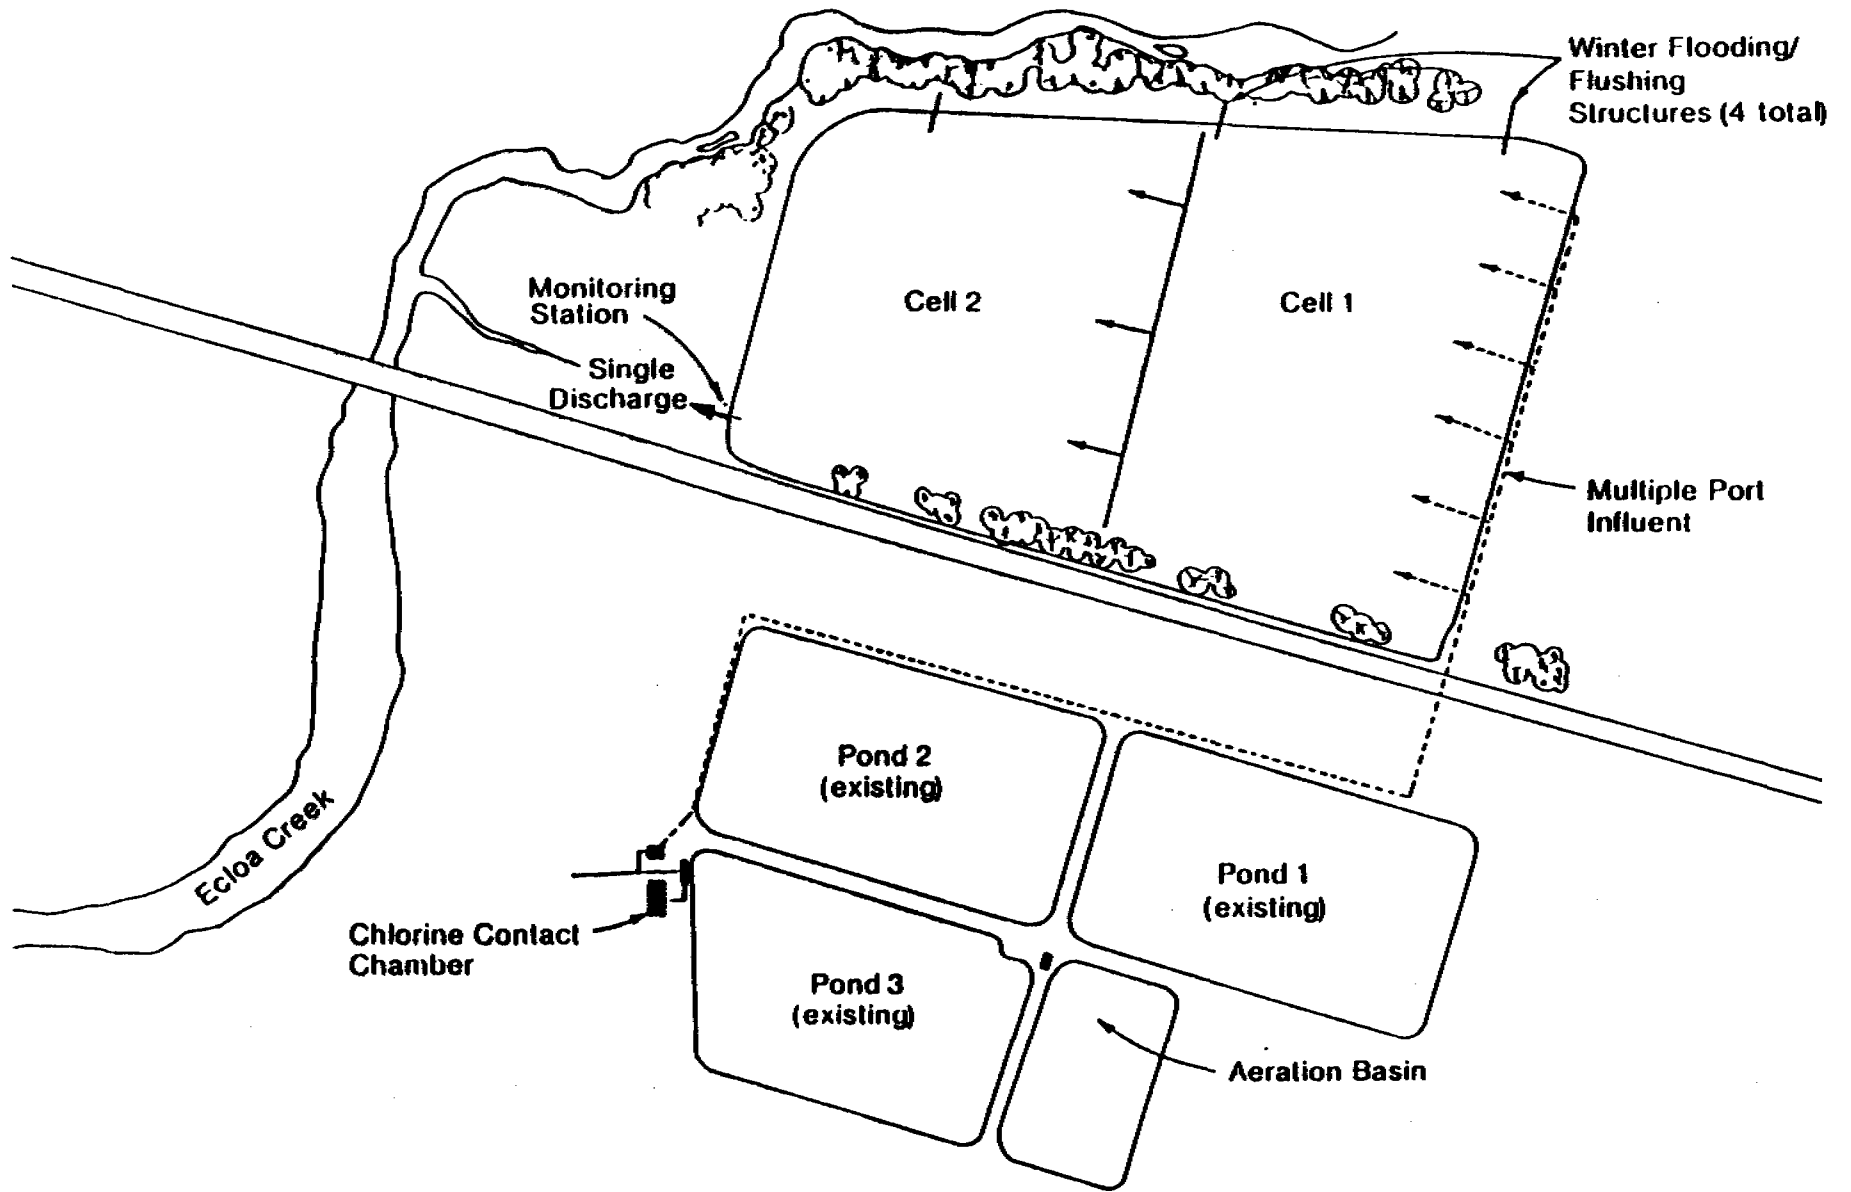 Winter Flooding/
Flushing
Structures (4 total)
Monitoring
Station
Cell 2
Cell 1
Single
Discharge
Multiple Port
Influent
Pond 2
(existing)
Pond 1
(existing)
Ecloa Creek
Chlorine Contact
Chamber
Pond 3
(existing)
Aeration Basin